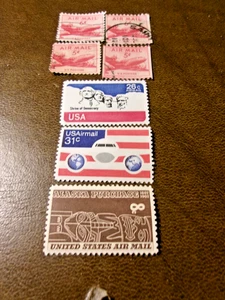 AIR MAIL
AIR MAIL
AIR MAIL
AIR MAIL
26c
Shrine of Democracy
USA
USAirmail
31c
ALASKA PURCHASE
UNITED STATES AIR MAIL